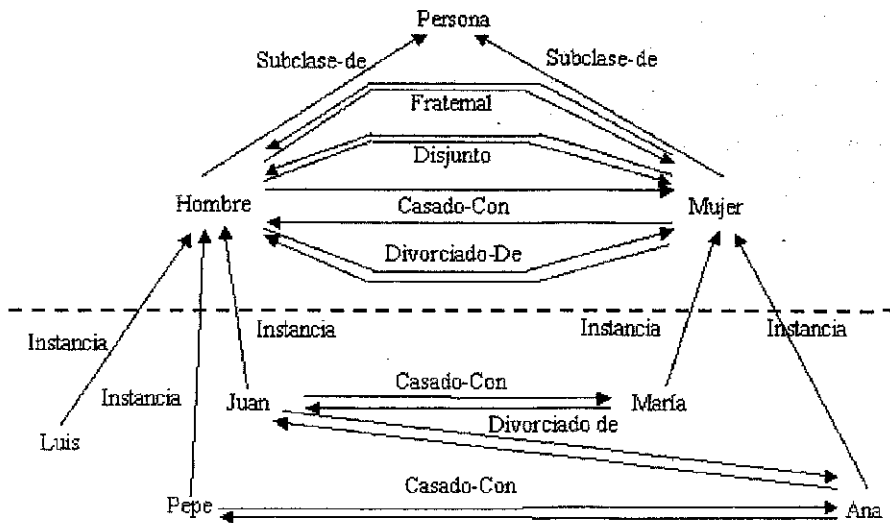 Persona
Subclase-de Subclase-de
Fraternal
Disjunto
Hombre Casado-Con Mujer
Divorciado-De
Instancia Instancia Instancia Instancia
Instancia Juan Casado-Con María
Luis Divorciado de
Pepe Casado-Con Ana